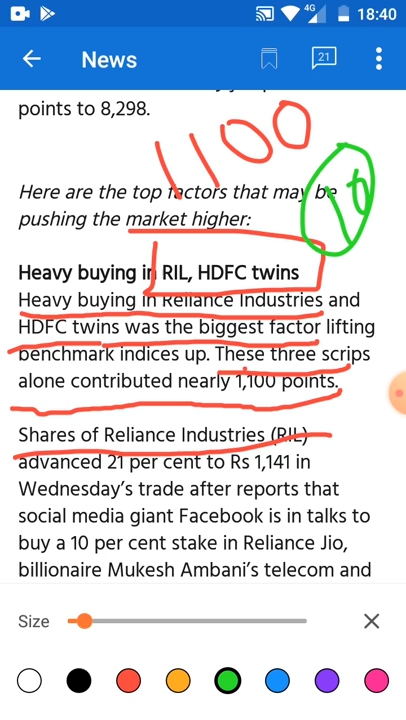 4G 18:40
News 21
points to 8,298.
1100
10
Here are the top factors that may be
pushing the market higher:
Heavy buying in RIL, HDFC twins
Heavy buying in Reliance Industries and
HDFC twins was the biggest factor lifting
benchmark indices up. These three scrips
alone contributed nearly 1,100 points.
Shares of Reliance Industries (RIL)
advanced 21 per cent to Rs 1,141 in
Wednesday's trade after reports that
social media giant Facebook is in talks to
buy a 10 per cent stake in Reliance Jio,
billionaire Mukesh Ambani's telecom and
Size